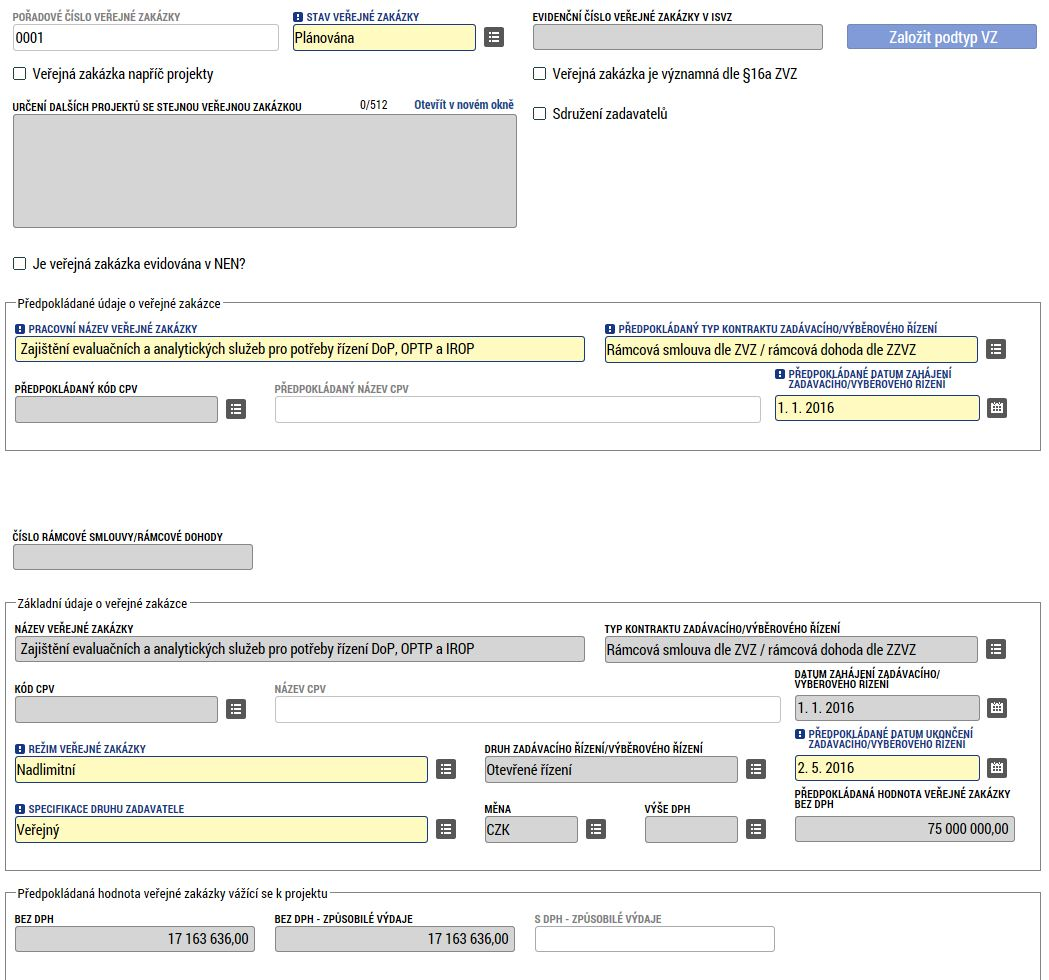 POŘADOVÉ ČÍSLO VEŘEJNÉ ZAKÁZKY
STAV VEŘEJNÉ ZAKÁZKY
EVIDENČNÍ ČÍSLO VEŘEJNÉ ZAKÁZKY V ISVZ
0001
Plánována
Založit podtyp VZ
Veřejná zakázka napříč projekty
Veřejná zakázka je významná dle §16a ZVZ
URČENÍ DALŠÍCH PROJEKTŮ SE STEJNOU VEŘEJNOU ZAKÁZKOU
0/512
Otevřít v novém okně
Sdružení zadavatelů
Je veřejná zakázka evidována v NEN?
Předpokládané údaje o veřejné zakázce
PRACOVNÍ NÁZEV VEŘEJNÉ ZAKÁZKY
PŘEDPOKLÁDANÝ TYP KONTRAKTU ZADÁVACÍHO/VÝBĚROVÉHO ŘÍZENÍ
Zajištění evaluačních a analytických služeb pro potřeby řízení DoP, OPTP a IROP
Rámcová smlouva dle ZVZ / rámcová dohoda dle ZZVZ
PŘEDPOKLÁDANÝ KÓD CPV
PŘEDPOKLÁDANÝ NÁZEV CPV
PŘEDPOKLÁDANÉ DATUM ZAHÁJENÍ
ZADÁVACÍHO/VÝBĚROVÉHO ŘÍZENÍ
1. 1. 2016
ČÍSLO RÁMCOVÉ SMLOUVY/RÁMCOVÉ DOHODY
Základní údaje o veřejné zakázce
NÁZEV VEŘEJNÉ ZAKÁZKY
TYP KONTRAKTU ZADÁVACÍHO/VÝBĚROVÉHO ŘÍZENÍ
Zajištění evaluačních a analytických služeb pro potřeby řízení DoP, OPTP a IROP
Rámcová smlouva dle ZVZ / rámcová dohoda dle ZZVZ
KÓD CPV
NÁZEV CPV
DATUM ZAHÁJENÍ ZADÁVACÍHO/
VÝBĚROVÉHO ŘÍZENÍ
1. 1. 2016
REŽIM VEŘEJNÉ ZAKÁZKY
DRUH ZADÁVACÍHO ŘÍZENÍ/VÝBĚROVÉHO ŘÍZENÍ
PŘEDPOKLÁDANÉ DATUM UKONČENÍ
ZADÁVACÍHO/VÝBĚROVÉHO ŘÍZENÍ
Nadlimitní
Otevřené řízení
2. 5. 2016
SPECIFIKACE DRUHU ZADAVATELE
MĚNA
VÝŠE DPH
PŘEDPOKLÁDANÁ HODNOTA VEŘEJNÉ ZAKÁZKY
BEZ DPH
Veřejný
CZK
75 000 000,00
Předpokládaná hodnota veřejné zakázky vážící se k projektu
BEZ DPH
BEZ DPH - ZPŮSOBILÉ VÝDAJE
S DPH - ZPŮSOBILÉ VÝDAJE
17 163 636,00
17 163 636,00